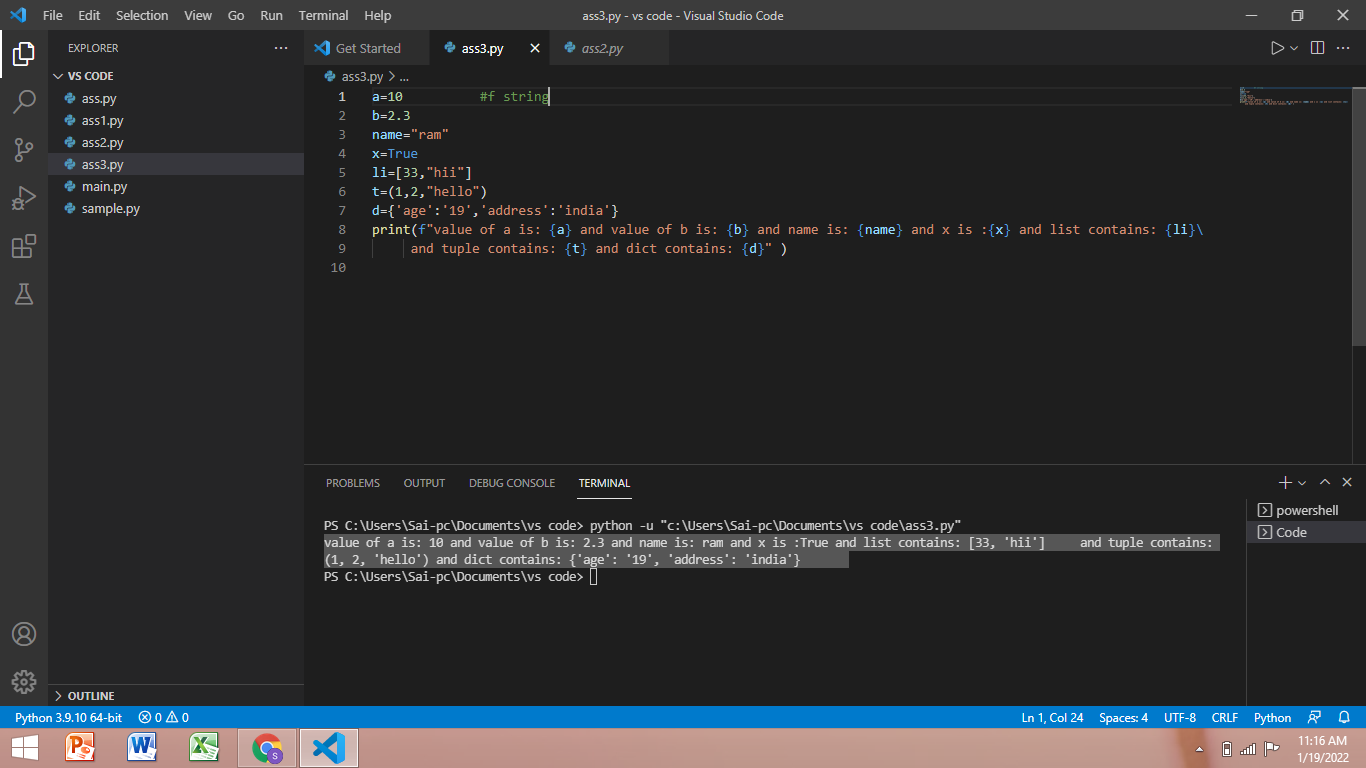 File Edit Selection View Go Run Terminal Help ass3.py - vs code - Visual Studio Code
EXPLORER
VS CODE
ass.py
ass1.py
ass2.py
ass3.py
main.py
sample.py
OUTLINE
Get Started ass3.py ass2.py
ass3.py > ...
1 a=10          #f string
2 b=2.3
3 name="ram"
4 x=True
5 li=[33,"hii"]
6 t=(1,2,"hello")
7 d={'age':'19','address':'india'}
8 print(f"value of a is: {a} and value of b is: {b} and name is: {name} and x is :{x} and list contains: {li}\
9      and tuple contains: {t} and dict contains: {d}" )
10
PROBLEMS OUTPUT DEBUG CONSOLE TERMINAL
PS C:\Users\Sai-pc\Documents\vs code> python -u "c:\Users\Sai-pc\Documents\vs code\ass3.py"
value of a is: 10 and value of b is: 2.3 and name is: ram and x is :True and list contains: [33, 'hii']     and tuple contains:
(1, 2, 'hello') and dict contains: {'age': '19', 'address': 'india'}
PS C:\Users\Sai-pc\Documents\vs code>
powershell
Code
Python 3.9.10 64-bit 0 0 Ln 1, Col 24 Spaces: 4 UTF-8 CRLF Python
11:16 AM
1/19/2022